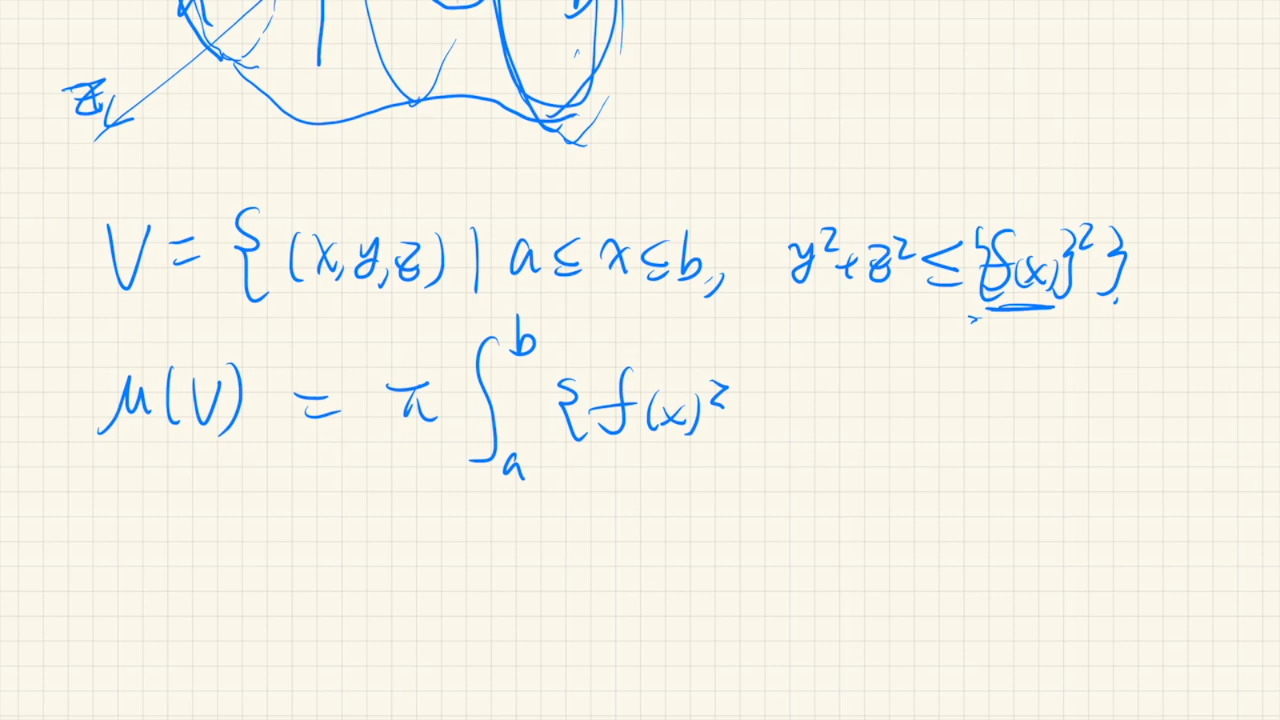 z
V = { (x, y, z) | a ≤ x ≤ b, y² + z² ≤ {f(x)}² }.
μ(V) = π ∫_a^b {f(x)²